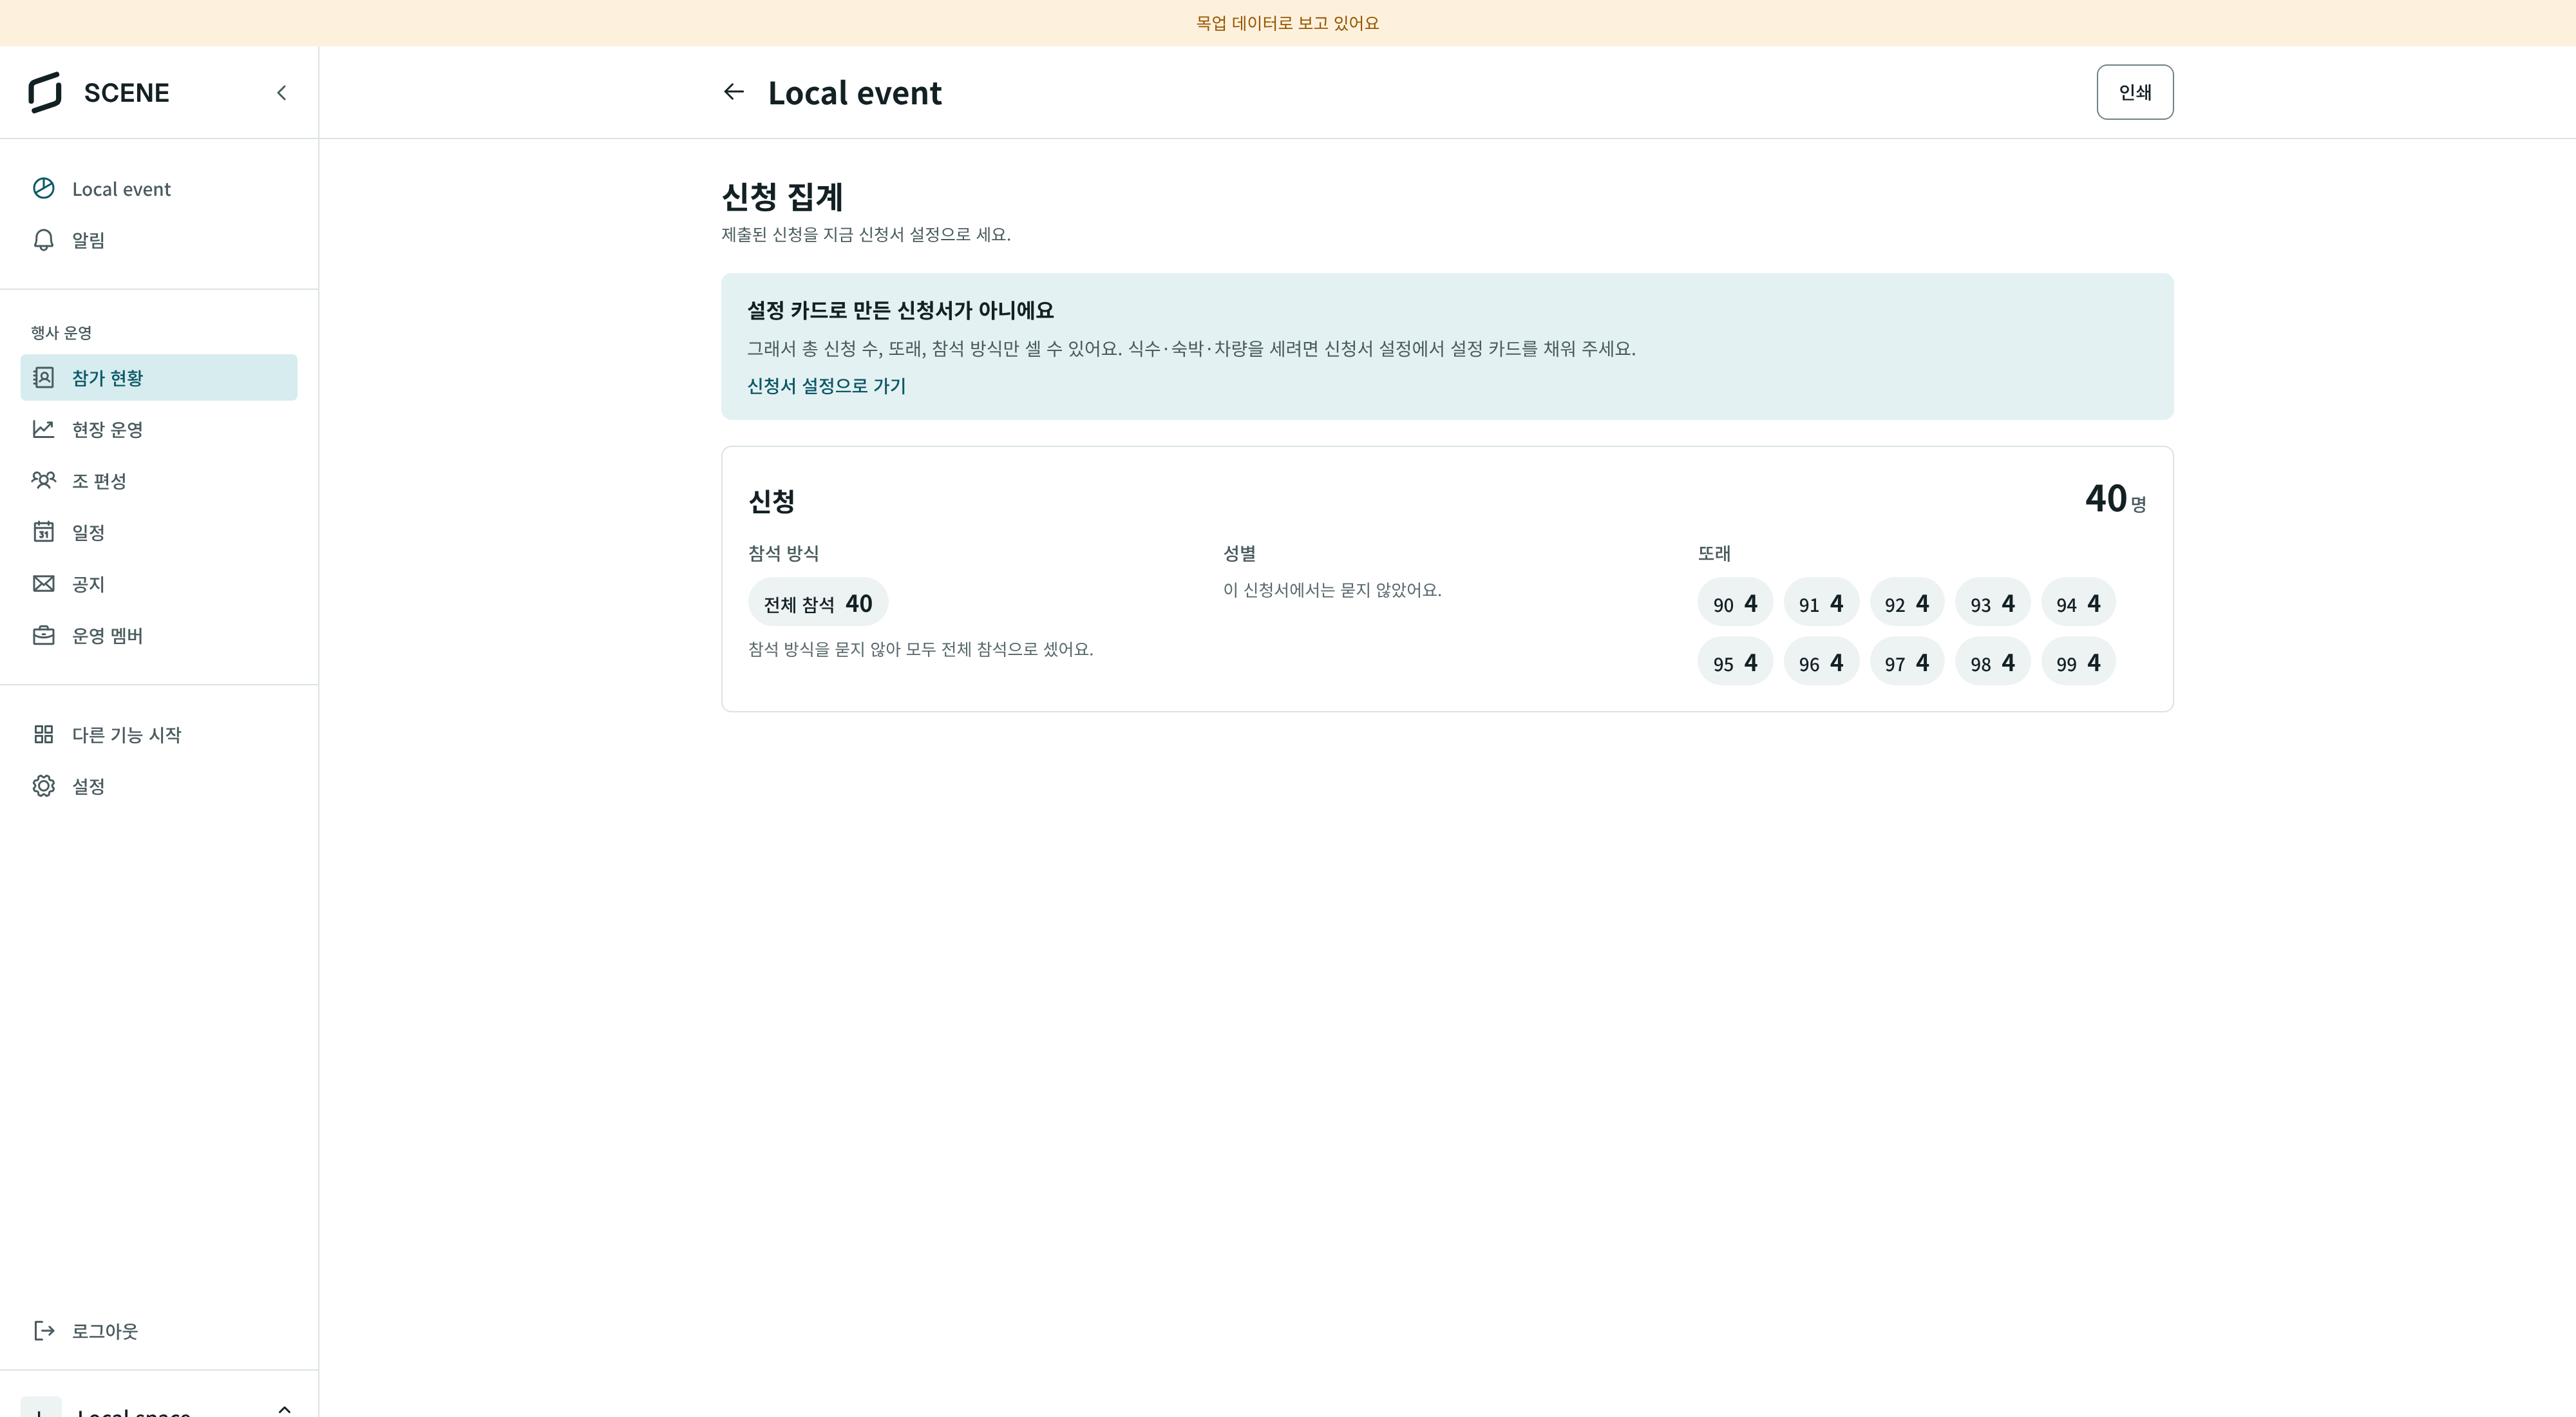 목업 데이터로 보고 있어요
SCENE
Local event
인쇄
Local event
알림
행사 운영
참가 현황
현장 운영
조 편성
일정
31
공지
운영 멤버
다른 기능 시작
설정
로그아웃
Local space
신청 집계
제출된 신청을 지금 신청서 설정으로 세요.
설정 카드로 만든 신청서가 아니에요
그래서 총 신청 수, 또래, 참석 방식만 셀 수 있어요. 식수·숙박·차량을 세려면 신청서 설정에서 설정 카드를 채워 주세요.
신청서 설정으로 가기
신청
40명
참석 방식
전체 참석 40
참석 방식을 묻지 않아 모두 전체 참석으로 셌어요.
성별
이 신청서에서는 묻지 않았어요.
또래
90 4 91 4 92 4 93 4 94 4
95 4 96 4 97 4 98 4 99 4